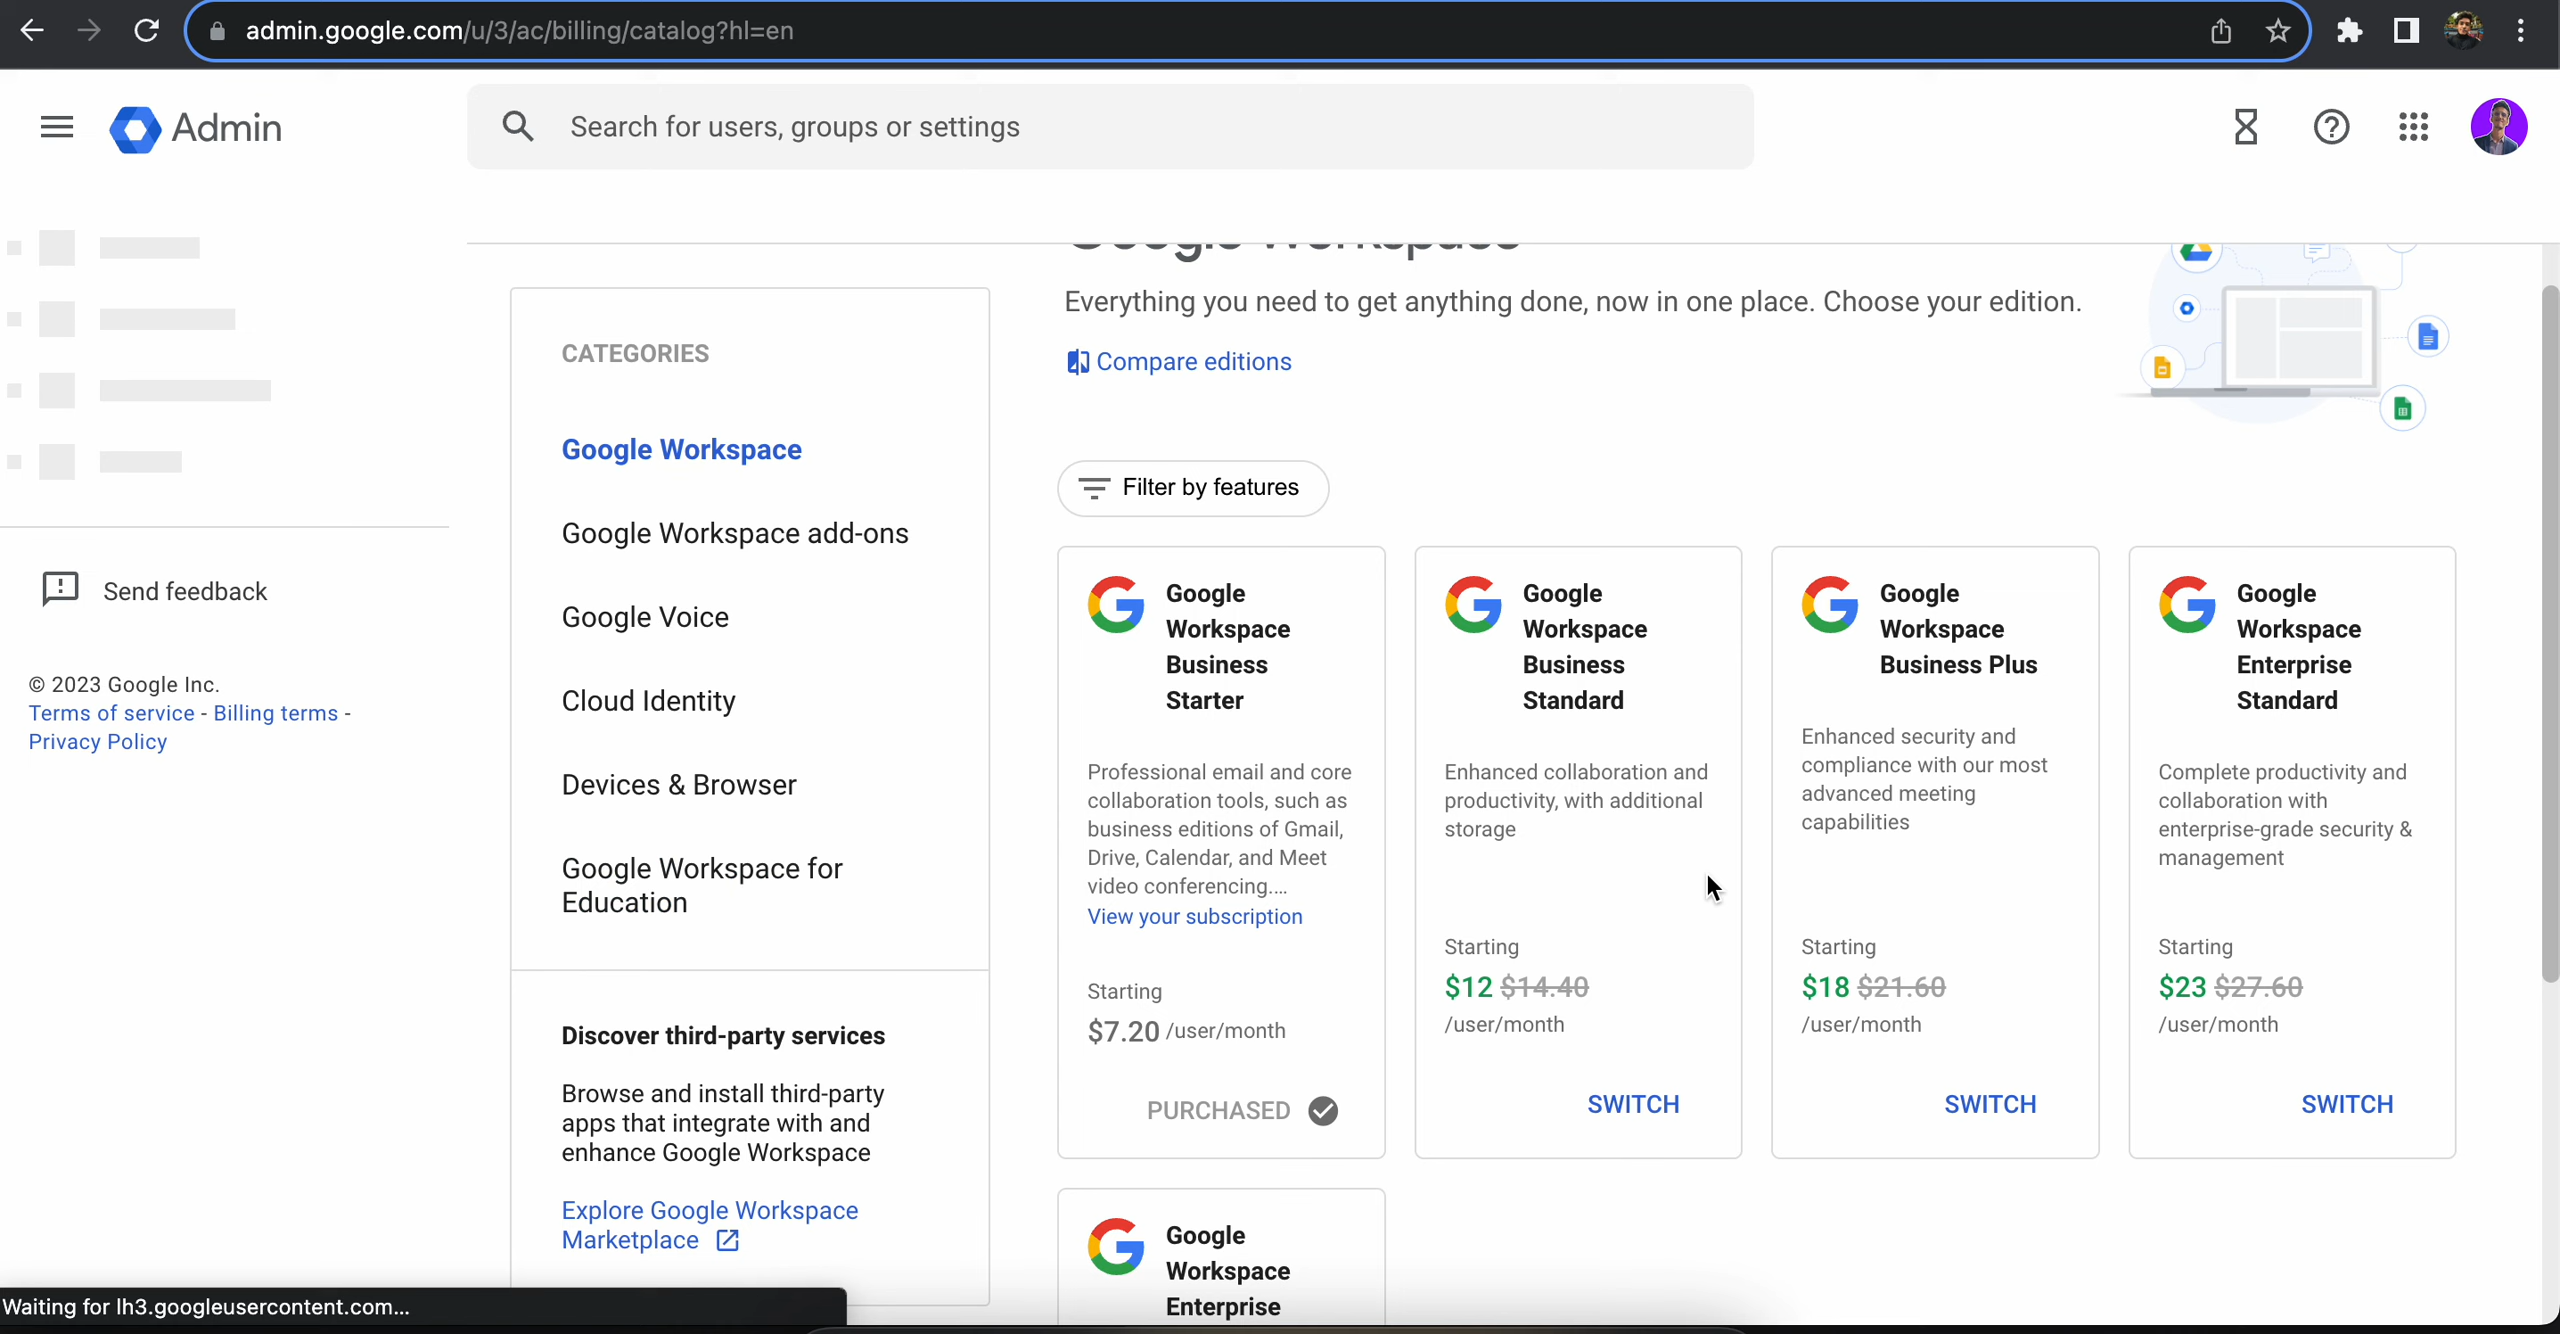 admin.google.com/u/3/ac/billing/catalog?hl=en
Admin
Search for users, groups or settings
Google Workspace
Everything you need to get anything done, now in one place. Choose your edition.
Compare editions
CATEGORIES
Google Workspace
Google Workspace add-ons
Google Voice
Cloud Identity
Devices & Browser
Google Workspace for
Education
Discover third-party services
Browse and install third-party
apps that integrate with and
enhance Google Workspace
Explore Google Workspace
Marketplace
Send feedback
© 2023 Google Inc.
Terms of service - Billing terms -
Privacy Policy
Filter by features
Google
Workspace
Business
Starter
Professional email and core
collaboration tools, such as
business editions of Gmail,
Drive, Calendar, and Meet
video conferencing....
View your subscription
Starting
$7.20 /user/month
PURCHASED
Google
Workspace
Business
Standard
Enhanced collaboration and
productivity, with additional
storage
Starting
$12 $14.40
/user/month
SWITCH
Google
Workspace
Business Plus
Enhanced security and
compliance with our most
advanced meeting
capabilities
Starting
$18 $21.60
/user/month
SWITCH
Google
Workspace
Enterprise
Standard
Complete productivity and
collaboration with
enterprise-grade security &
management
Starting
$23 $27.60
/user/month
SWITCH
Google
Workspace
Enterprise
Waiting for lh3.googleusercontent.com...